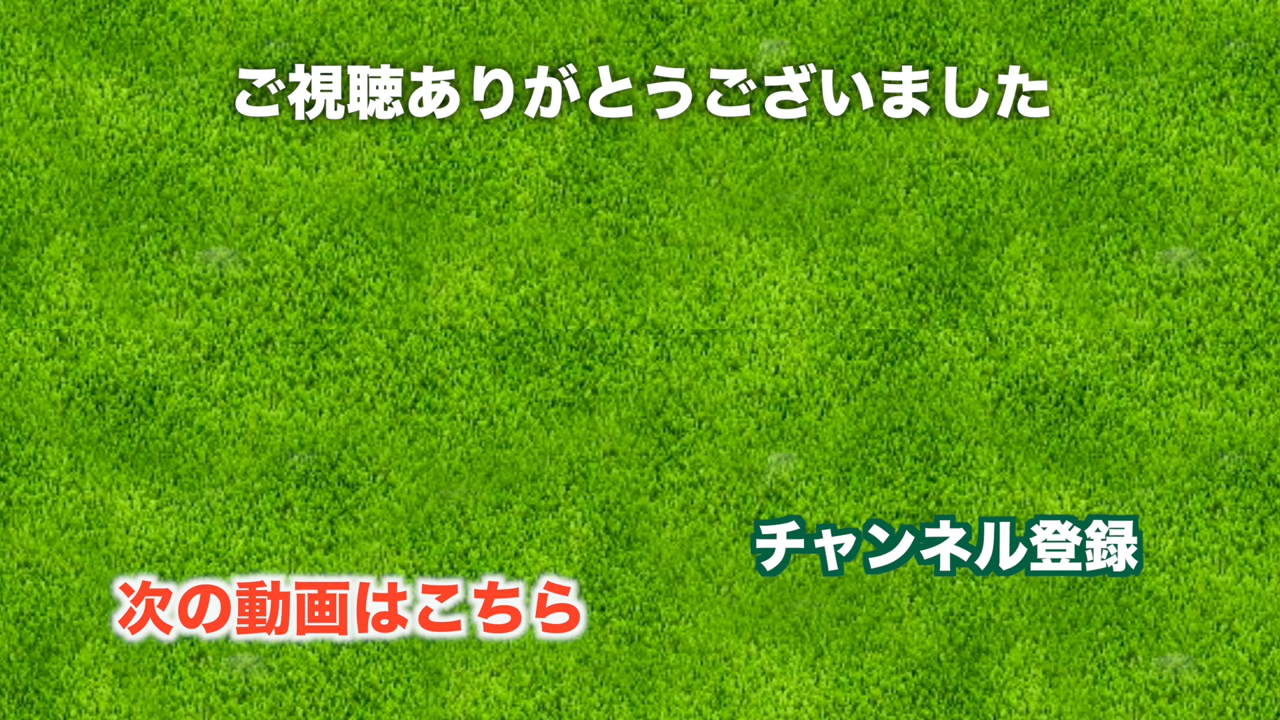 ご視聴ありがとうございました
チャンネル登録
次の動画はこちら